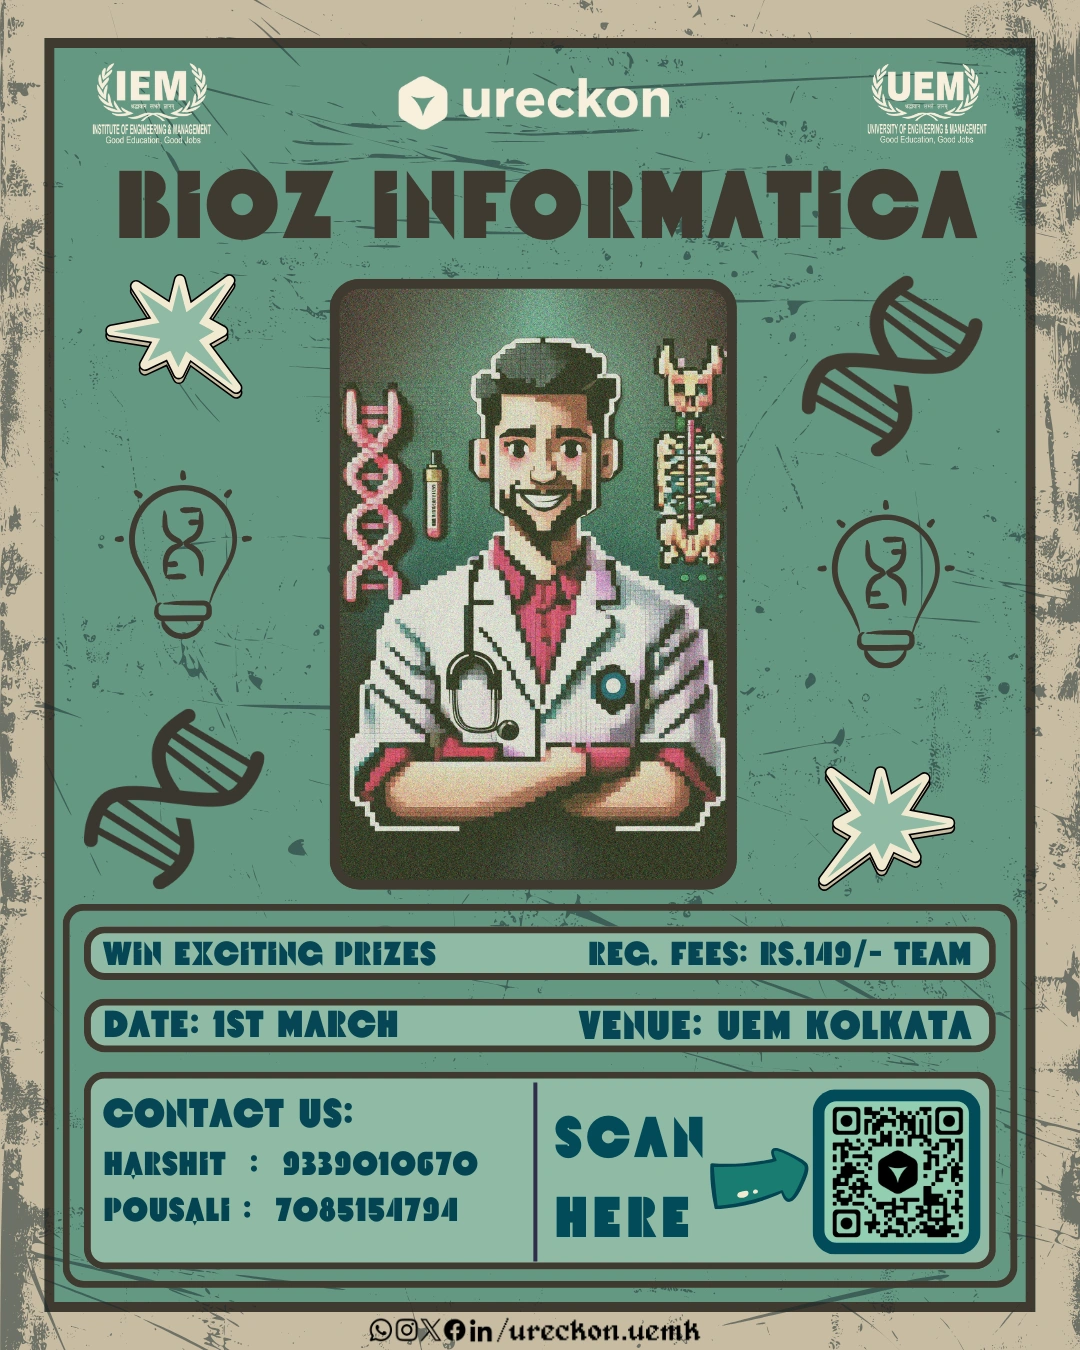 IEM
INSTITUTE OF ENGINEERING & MANAGEMENT
Good Education, Good Jobs
ureckon
UEM
UNIVERSITY OF ENGINEERING & MANAGEMENT
Good Education, Good Jobs
BIOZ INFORMATICA
WIN EXCITING PRIZES
REG. FEES: RS.149/- TEAM
DATE: 1ST MARCH
VENUE: UEM KOLKATA
CONTACT US:
HARSHIT : 9339010670
POUSALI : 7085154794
SCAN
HERE
/ureckon.uemk